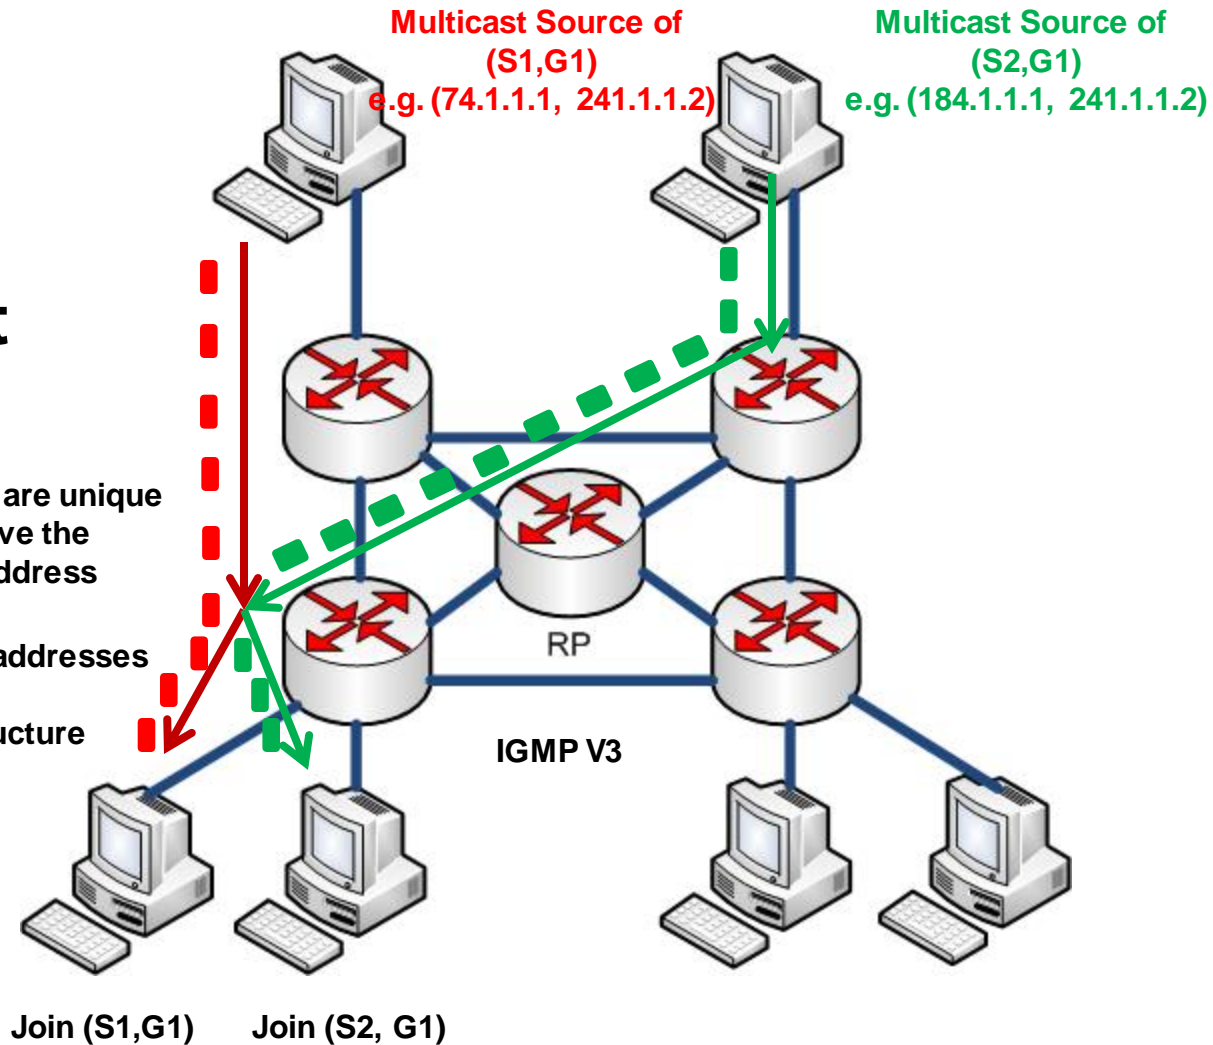 Multicast Source of
(S1,G1)
e.g. (74.1.1.1, 241.1.1.2)
Multicast Source of
(S2,G1)
e.g. (184.1.1.1, 241.1.1.2)
t
are unique
ve the
ddress
addresses
ucture
RP
IGMP V3
Join (S1,G1)
Join (S2, G1)